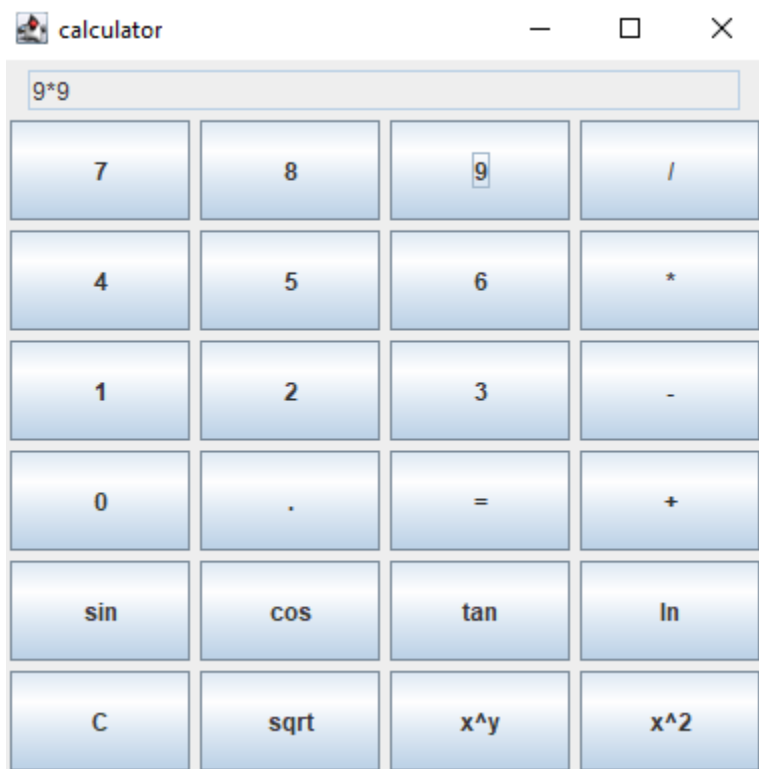 calculator
9*9
7 8 9 /
4 5 6 *
1 2 3 -
0 . = +
sin cos tan ln
C sqrt x^y x^2